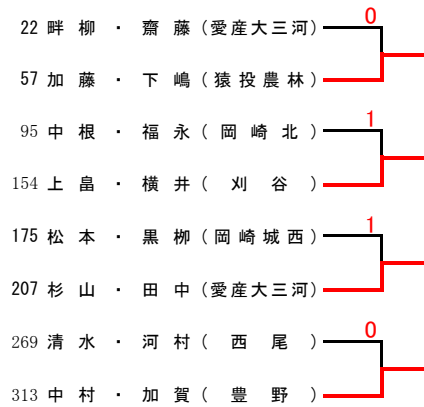 0
22 畔柳・齋藤(愛産大三河)
57 加藤・下嶋(猿投農林)
1
95 中根・福永(岡崎北)
154 上畠・横井(刈谷)
1
175 松本・黒栁(岡崎城西)
207 杉山・田中(愛産大三河)
0
269 清水・河村(西尾)
313 中村・加賀(豊野)